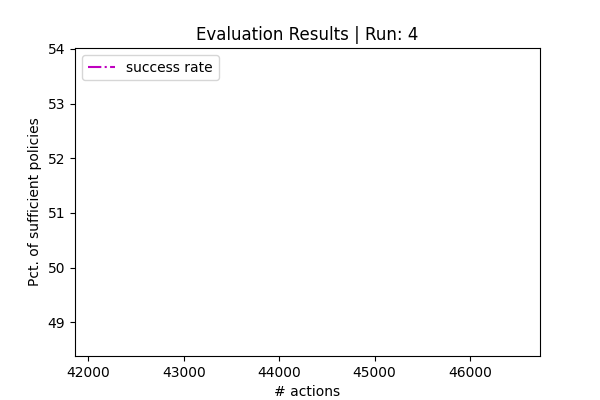 Evaluation Results | Run: 4
success rate
Pct. of sufficient policies
54
53
52
51
50
49
42000 43000 44000 45000 46000
# actions